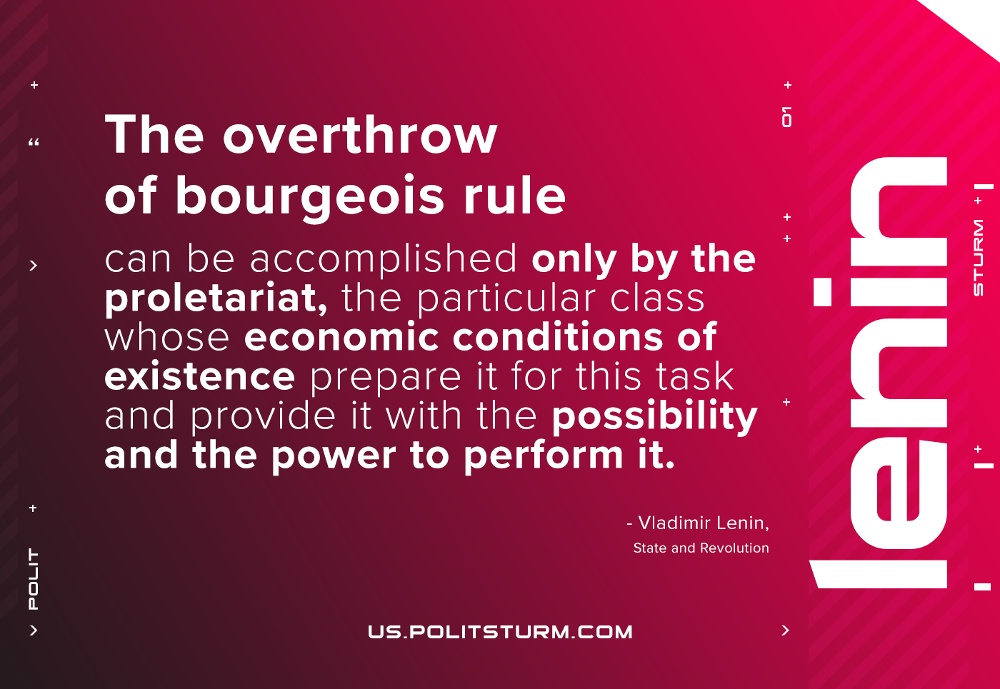 “
The overthrow
of bourgeois rule
can be accomplished only by the
proletariat, the particular class
whose economic conditions of
existence prepare it for this task
and provide it with the possibility
and the power to perform it.
- Vladimir Lenin,
State and Revolution
US.POLITSTURM.COM
POLIT
01
lenin
STURM